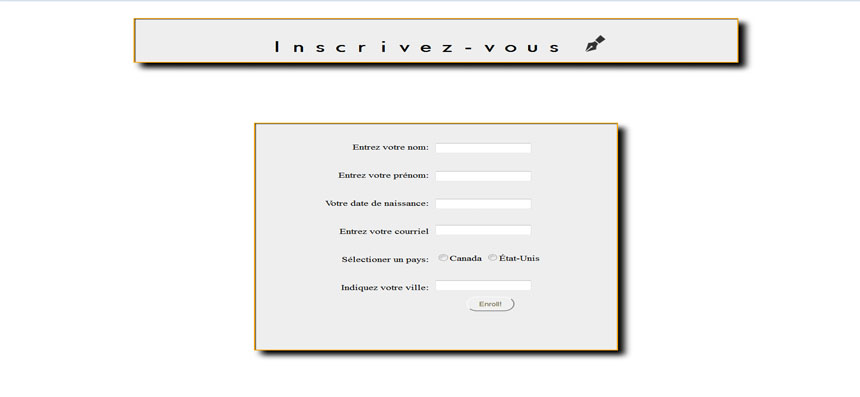 Inscrivez-vous
Entrez votre nom:
Entrez votre prénom:
Votre date de naissance:
Entrez votre courriel
Sélectioner un pays: Canada État-Unis
Indiquez votre ville:
Enroll!